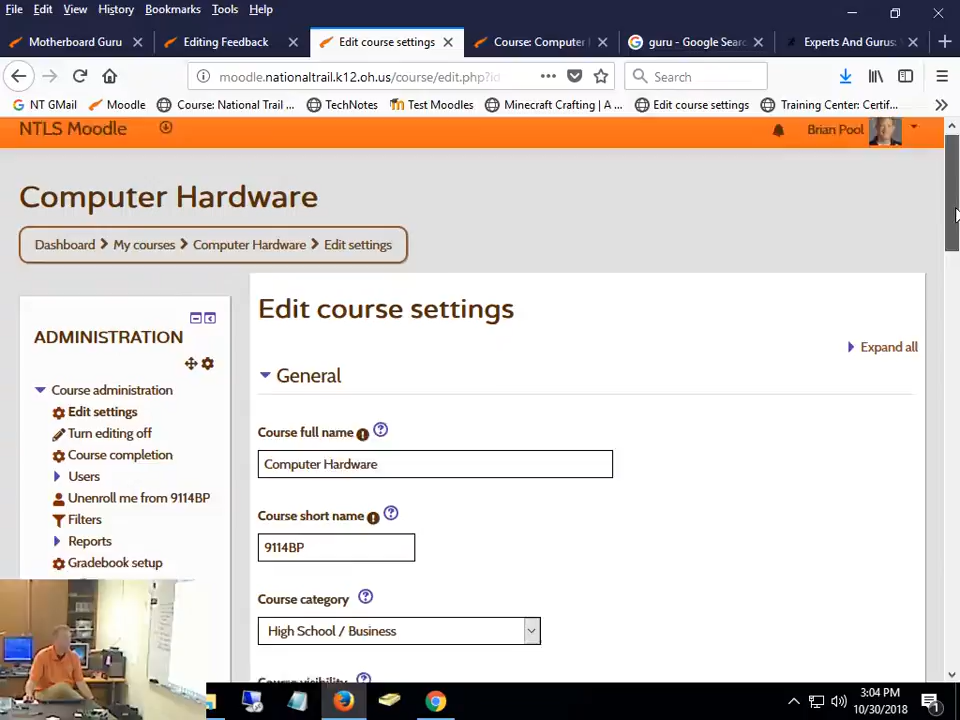 File Edit View History Bookmarks Tools Help
Motherboard Guru Editing Feedback Edit course settings Course: Computer guru - Google Searc Experts And Gurus:
moodle.nationaltrail.k12.oh.us/course/edit.php?id Search
NT GMail Moodle Course: National Trail ... TechNotes Test Moodles Minecraft Crafting | A ... Edit course settings Training Center: Certif...
NTLS Moodle Brian Pool
Computer Hardware
Dashboard My courses Computer Hardware Edit settings
Edit course settings
ADMINISTRATION
Expand all
General
Course administration
Edit settings
Turn editing off
Course completion
Users
Unenroll me from 9114BP
Filters
Reports
Gradebook setup
Course full name
Computer Hardware
Course short name
9114BP
Course category
High School / Business
Course visibility
3:04 PM
10/30/2018
1